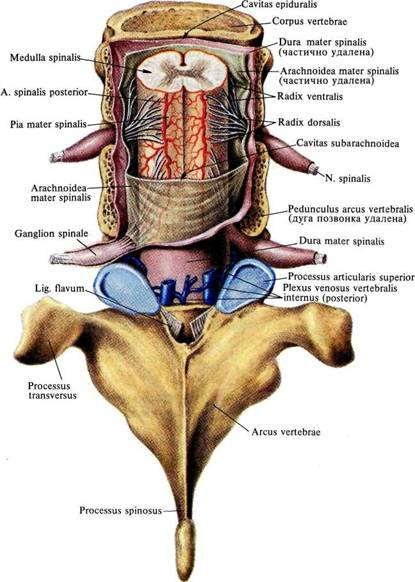 Cavitas epiduralis
Corpus vertebrae
Dura mater spinalis
(частично удалена)
Medulla spinalis
Arachnoidea mater spinalis
(частично удалена)
A. spinalis posterior
Radix ventralis
Pia mater spinalis
Radix dorsalis
Cavitas subarachnoidea
N. spinalis
Arachnoidea
mater spinalis
Pedunculus arcus vertebralis
(дуга позвонка удалена)
Ganglion spinale
Dura mater spinalis
Processus articularis superior
Lig. flavum
Plexus venosus vertebralis
internus (posterior)
Processus
transversus
Arcus vertebrae
Processus spinosus